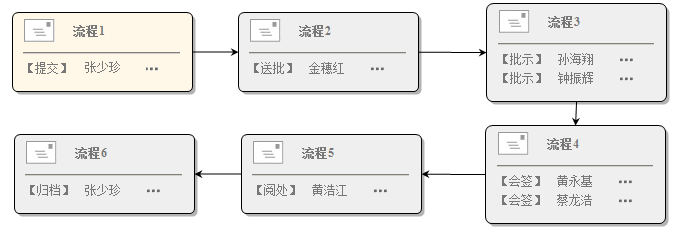 流程1
【提交】 张少珍 ...
流程2
【送批】 金穗红 ...
流程3
【批示】 孙海翔 ...
【批示】 钟振辉 ...
流程4
【会签】 黄永基 ...
【会签】 蔡龙浩 ...
流程5
【阅处】 黄浩江 ...
流程6
【归档】 张少珍 ...